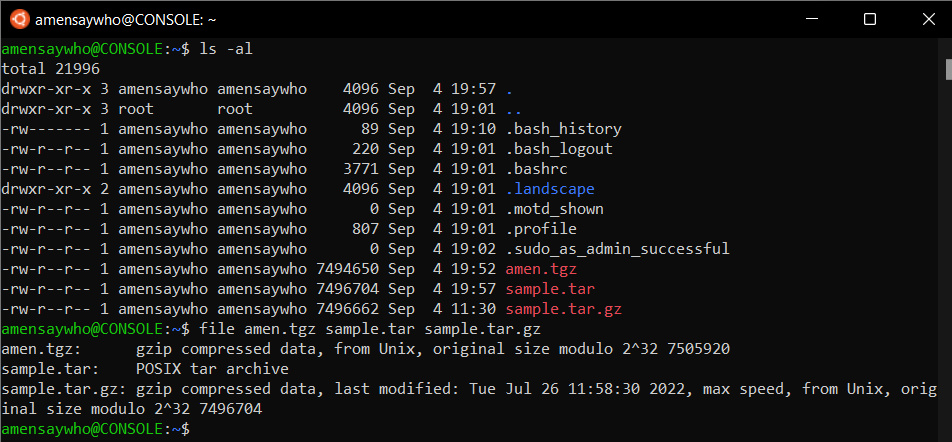 amensaywho@CONSOLE: ~
amensaywho@CONSOLE:~$ ls -al
total 21996
drwxr-xr-x 3 amensaywho amensaywho    4096 Sep  4 19:57 .
drwxr-xr-x 3 root       root          4096 Sep  4 19:01 ..
-rw------- 1 amensaywho amensaywho      89 Sep  4 19:10 .bash_history
-rw-r--r-- 1 amensaywho amensaywho     220 Sep  4 19:01 .bash_logout
-rw-r--r-- 1 amensaywho amensaywho    3771 Sep  4 19:01 .bashrc
drwxr-xr-x 2 amensaywho amensaywho    4096 Sep  4 19:01 .landscape
-rw-r--r-- 1 amensaywho amensaywho       0 Sep  4 19:01 .motd_shown
-rw-r--r-- 1 amensaywho amensaywho     807 Sep  4 19:01 .profile
-rw-r--r-- 1 amensaywho amensaywho       0 Sep  4 19:02 .sudo_as_admin_successful
-rw-r--r-- 1 amensaywho amensaywho 7494650 Sep  4 19:52 amen.tgz
-rw-r--r-- 1 amensaywho amensaywho 7496704 Sep  4 19:57 sample.tar
-rw-r--r-- 1 amensaywho amensaywho 7496662 Sep  4 11:30 sample.tar.gz
amensaywho@CONSOLE:~$ file amen.tgz sample.tar sample.tar.gz
amen.tgz:      gzip compressed data, from Unix, original size modulo 2^32 7505920
sample.tar:    POSIX tar archive
sample.tar.gz: gzip compressed data, last modified: Tue Jul 26 11:58:30 2022, max speed, from Unix, orig
inal size modulo 2^32 7496704
amensaywho@CONSOLE:~$